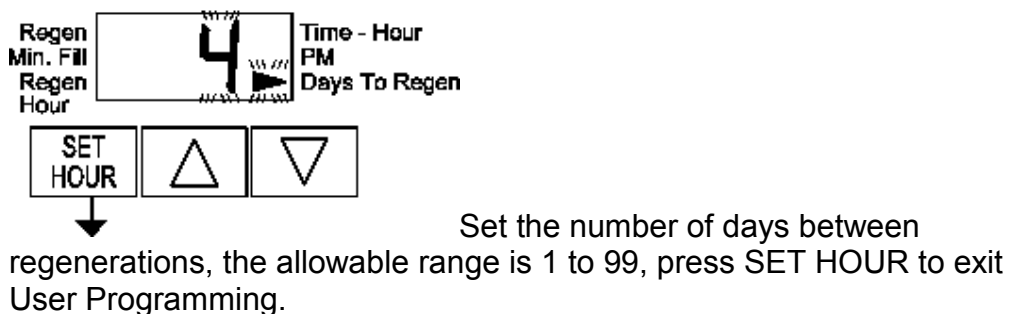 Regen
Min. Fill
Regen
Hour
4
Time - Hour
PM
Days To Regen
SET
HOUR
Set the number of days between
regenerations, the allowable range is 1 to 99, press SET HOUR to exit
User Programming.